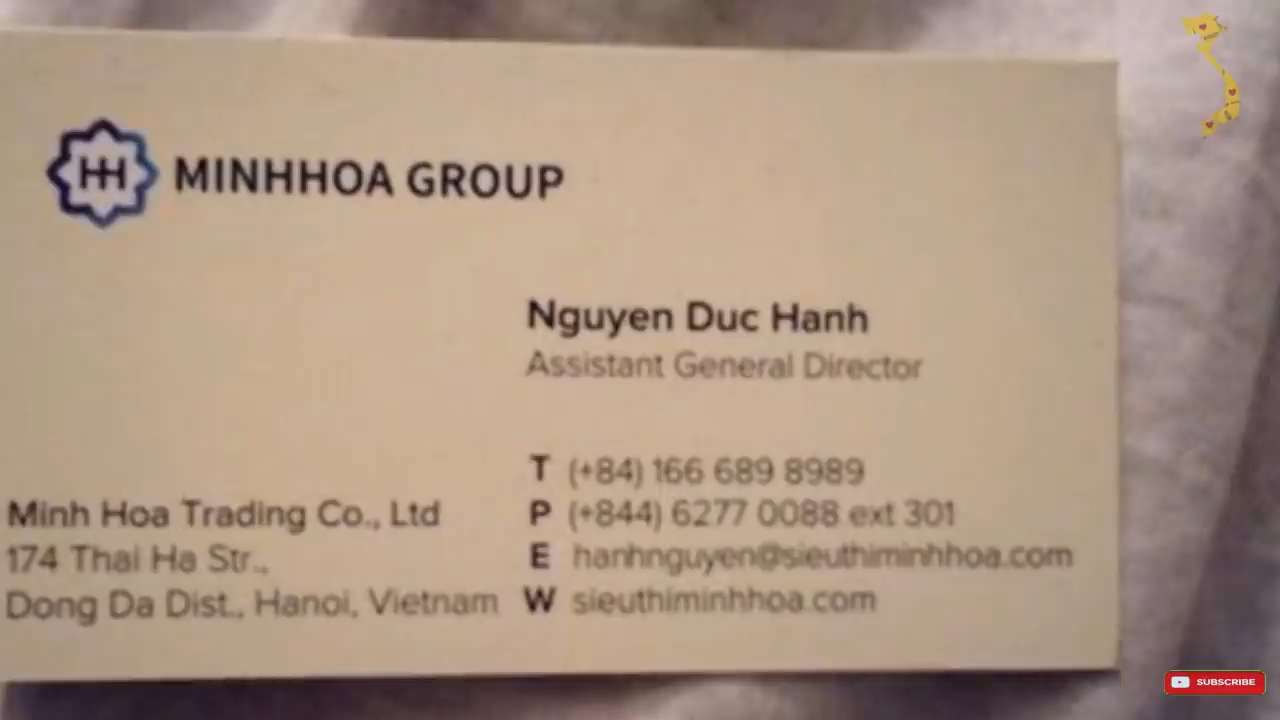 HH MINHHOA GROUP
Nguyen Duc Hanh
Assistant General Director
T (+84) 166 689 8989
P (+844) 6277 0088 ext 301
E hanhnguyen@sieuthiminhhoa.com
W sieuthiminhhoa.com
Minh Hoa Trading Co., Ltd
174 Thai Ha Str.,
Dong Da Dist., Hanoi, Vietnam
SUBSCRIBE